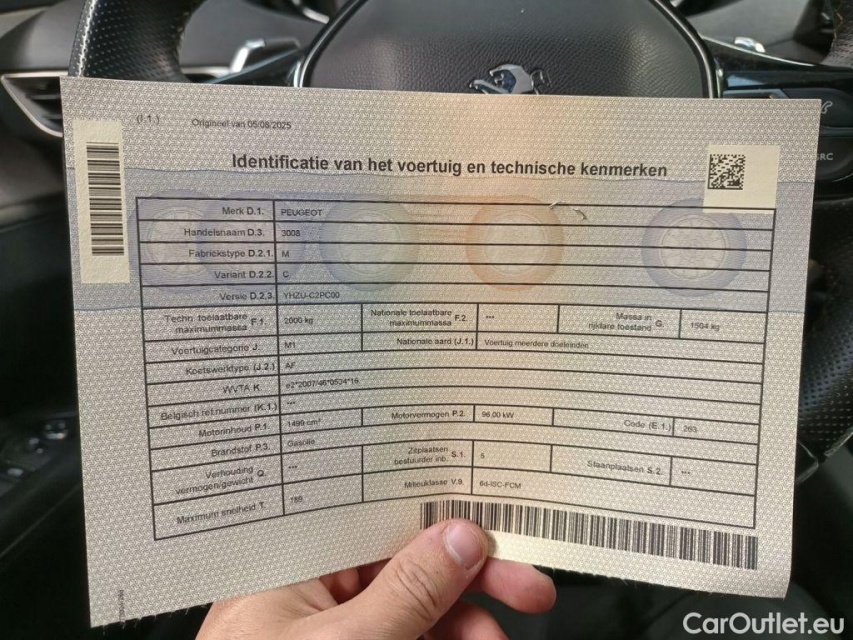 (I.1.) Origineel van 05/06/2025
Identificatie van het voertuig en technische kenmerken
Merk D.1. PEUGEOT
Handelsnaam D.3. 3008
Fabriekstype D.2.1. M
Variant D.2.2. C
Versie D.2.3. YHZU-C2PC00
Techn. toelaatbare maximummassa F.1. 2000 kg Nationale toelaatbare maximummassa F.2. --- Massa in rijklare toestand G. 1504 kg
Voertuigcategorie J. M1 Nationale aard (J.1.) Voertuig meerdere doeleinden
Koetswerktype (J.2.) AF
WVTA K. e2*2007/46*0534*16
Belgisch ref.nummer (K.1.) ---
Motorinhoud P.1. 1499 cm³ Motorvermogen P.2. 96.00 kW Code (E.1.) 263
Brandstof P.3. Gasolie
Verhouding vermogen/gewicht Q. --- Zitplaatsen bestuurder inb. S.1. 5 Staanplaatsen S.2. ---
Maximum snelheid T. 189 Milieuklasse V.9. 6d-ISC-FCM
SRC
CarOutlet.eu